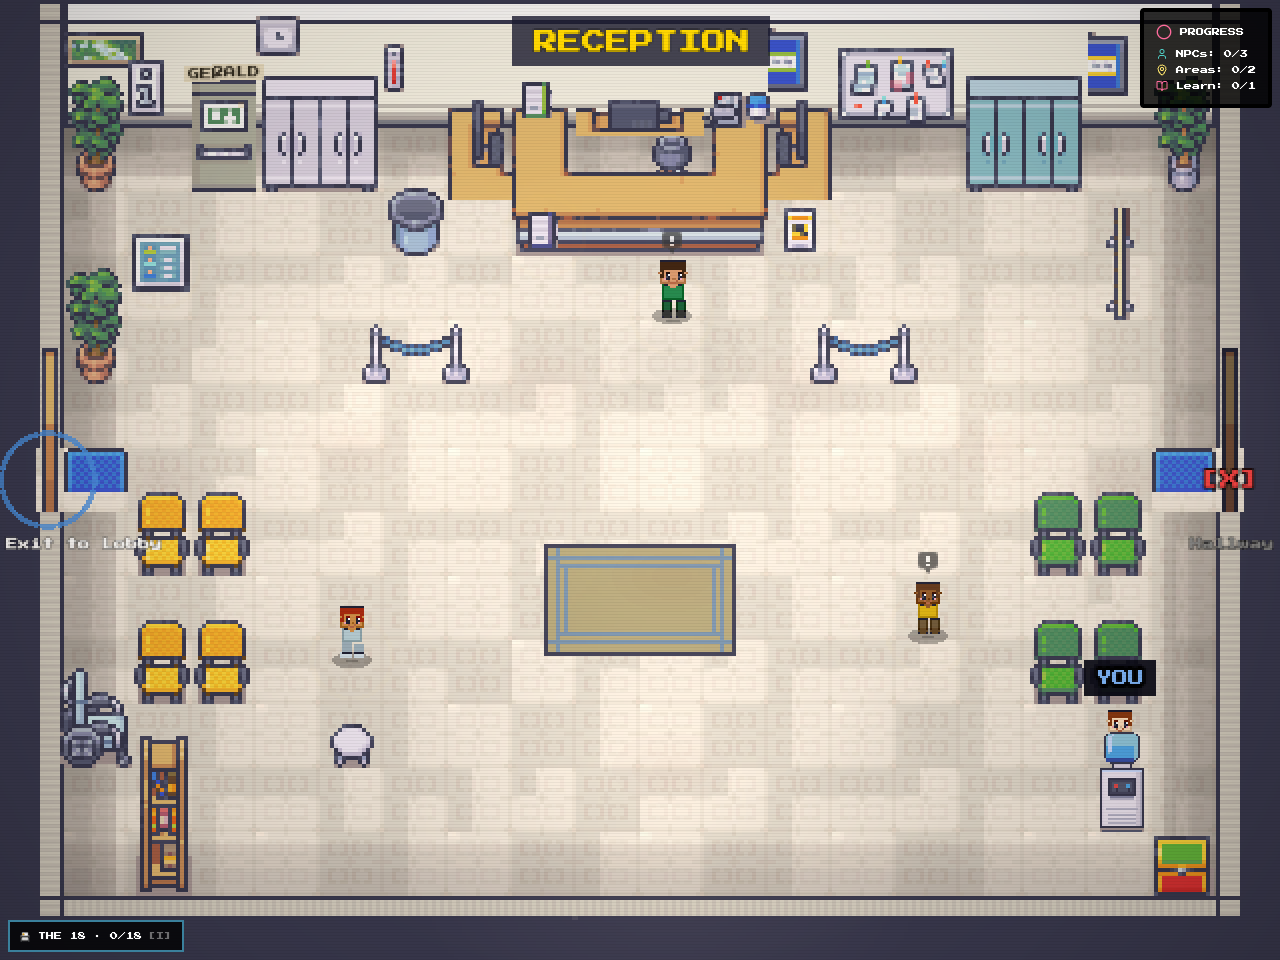 RECEPTION
PROGRESS
NPCs: 0/3
Areas: 0/2
Learn: 0/1
GERALD
!
[X]
Exit to Lobby
Hallway
!
YOU
THE 18 · 0/18 [I]